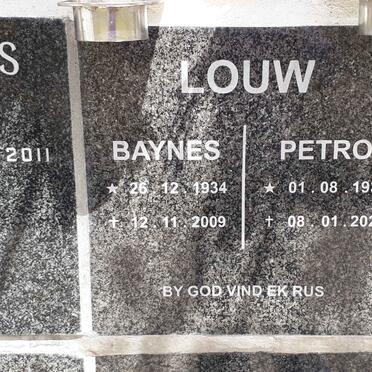 S
2011
LOUW
BAYNES PETRO
★ 26 . 12 . 1934 ★ 01 . 08 . 193
† 12 . 11 . 2009 † 08 . 01 . 202
BY GOD VIND EK RUS